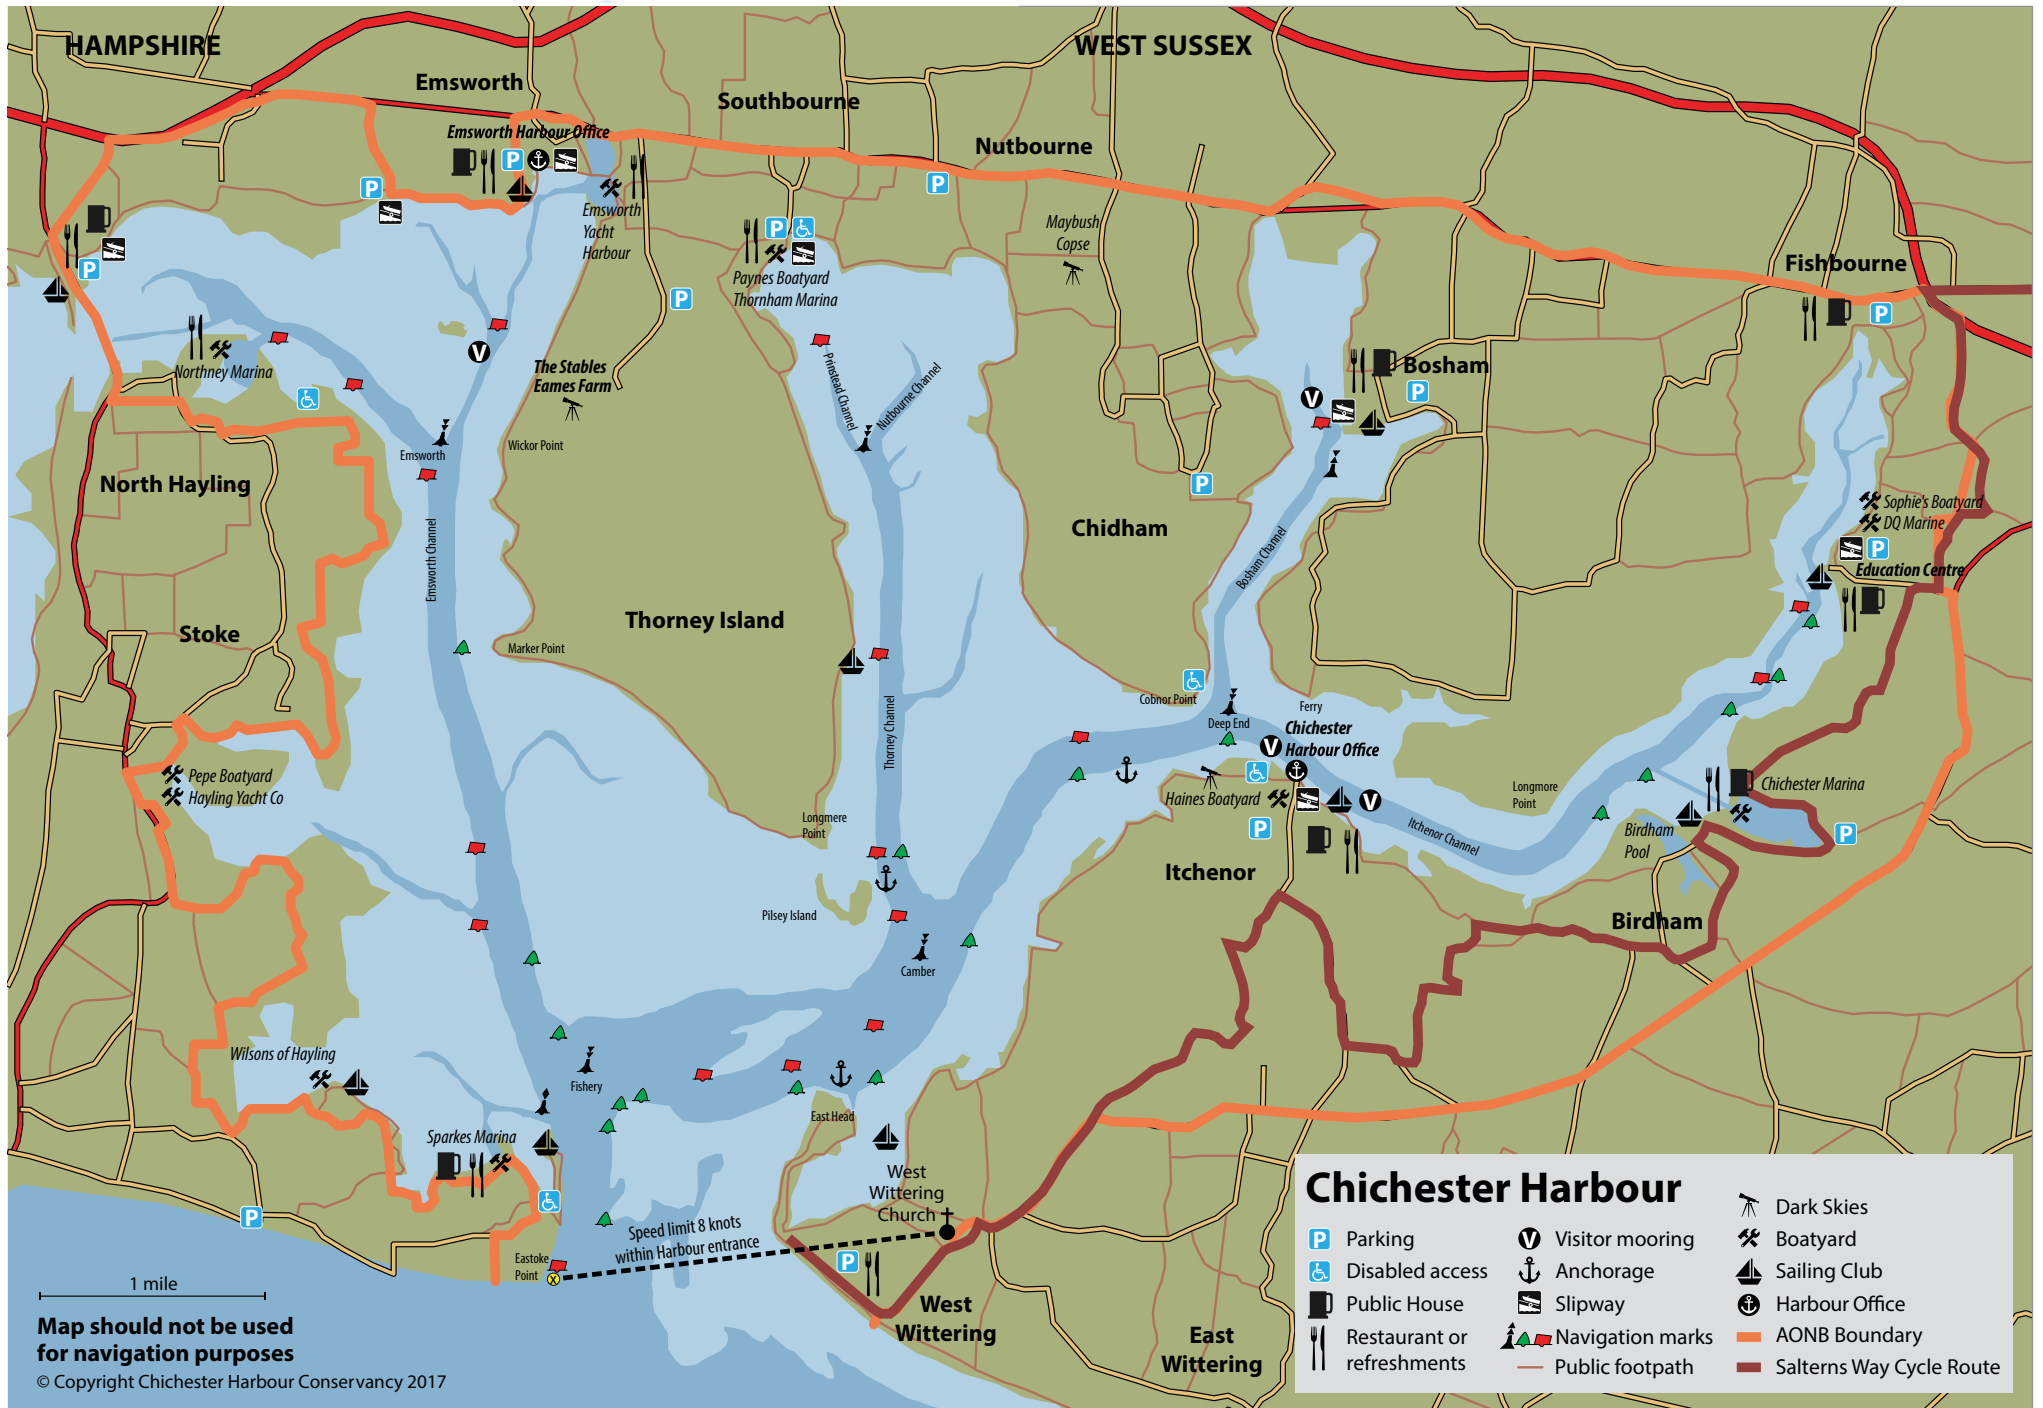 HAMPSHIRE
WEST SUSSEX
Emsworth
Southbourne
Emsworth Harbour Office
Nutbourne
P
P
P
Emsworth
Yacht
Harbour
Maybush
Copse
P
Paynes Boatyard
Thornham Marina
P
P
Fishbourne
P
Northney Marina
V
The Stables
Eames Farm
Prinstead Channel
Nutbourne Channel
V
Bosham
P
Emsworth
Wickor Point
North Hayling
P
Sophie's Boatyard
DQ Marine
P
Education Centre
Emsworth Channel
Chidham
Bosham Channel
Stoke
Thorney Island
Marker Point
Cobnor Point
Deep End
Ferry
Thorney Channel
V
Chichester
Harbour Office
Pepe Boatyard
Hayling Yacht Co
Haines Boatyard
V
P
Longmore
Point
Chichester Marina
Itchenor Channel
Birdham
Pool
P
Longmere
Point
Itchenor
Pilsey Island
Birdham
Camber
Wilsons of Hayling
Fishery
East Head
Sparkes Marina
West
Wittering
Church
P
Speed limit 8 knots
within Harbour entrance
Eastoke
Point
X
P
West
Wittering
East
Wittering
1 mile
Map should not be used
for navigation purposes
© Copyright Chichester Harbour Conservancy 2017
Chichester Harbour
P Parking
Disabled access
Public House
Restaurant or
refreshments
V Visitor mooring
Anchorage
Slipway
Navigation marks
Public footpath
Dark Skies
Boatyard
Sailing Club
Harbour Office
AONB Boundary
Salterns Way Cycle Route